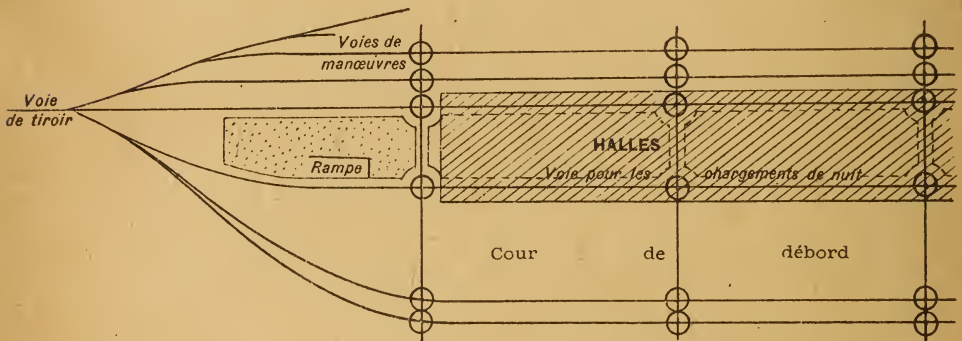 Voies de
manœuvres
Voie
de tiroir
HALLES
Rampe
Voie pour les chargements de nuit
Cour de débord